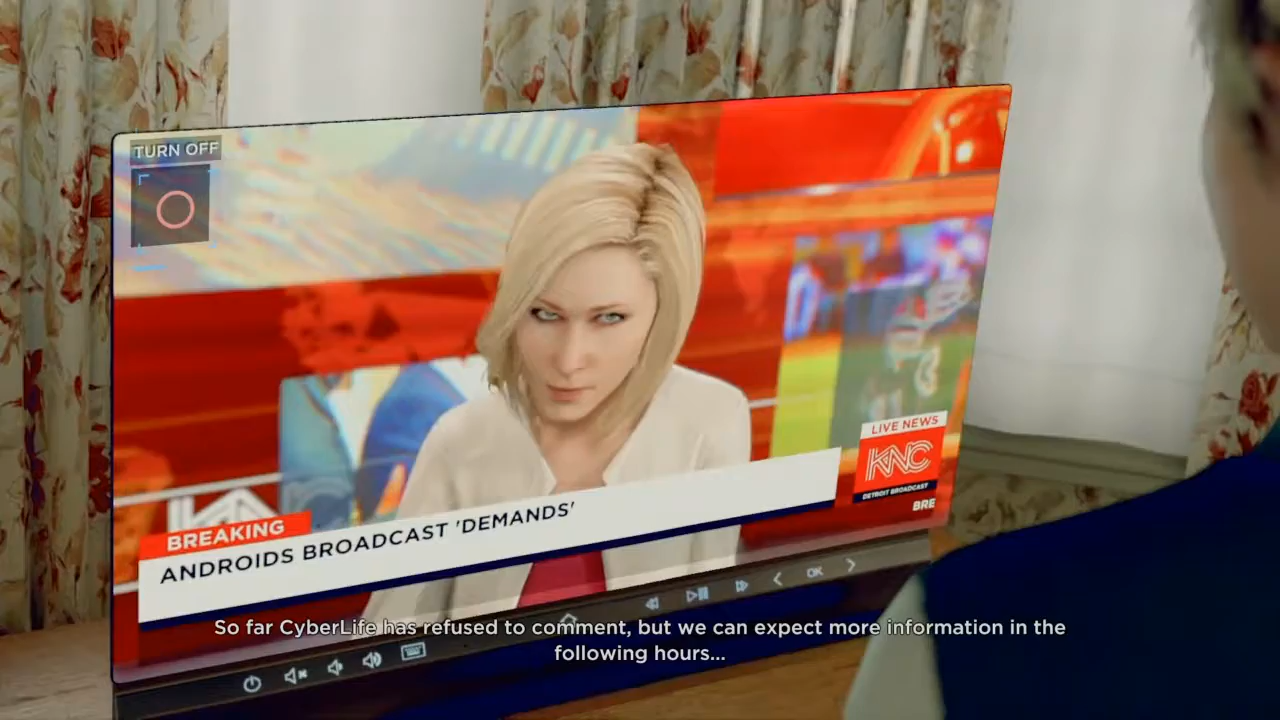 TURN OFF
LIVE NEWS
KNC
DETROIT BROADCAST
BRE
BREAKING
ANDROIDS BROADCAST 'DEMANDS'
OK
So far CyberLife has refused to comment, but we can expect more information in the
following hours...